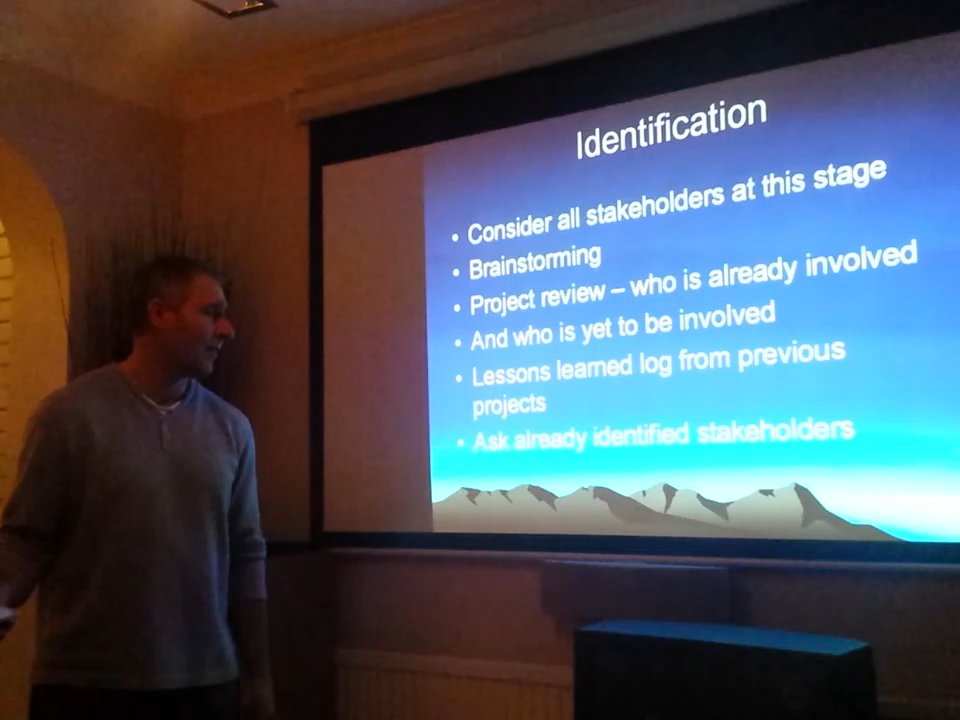 Identification
• Consider all stakeholders at this stage
• Brainstorming
• Project review – who is already involved
• And who is yet to be involved
• Lessons learned log from previous
projects
• Ask already identified stakeholders